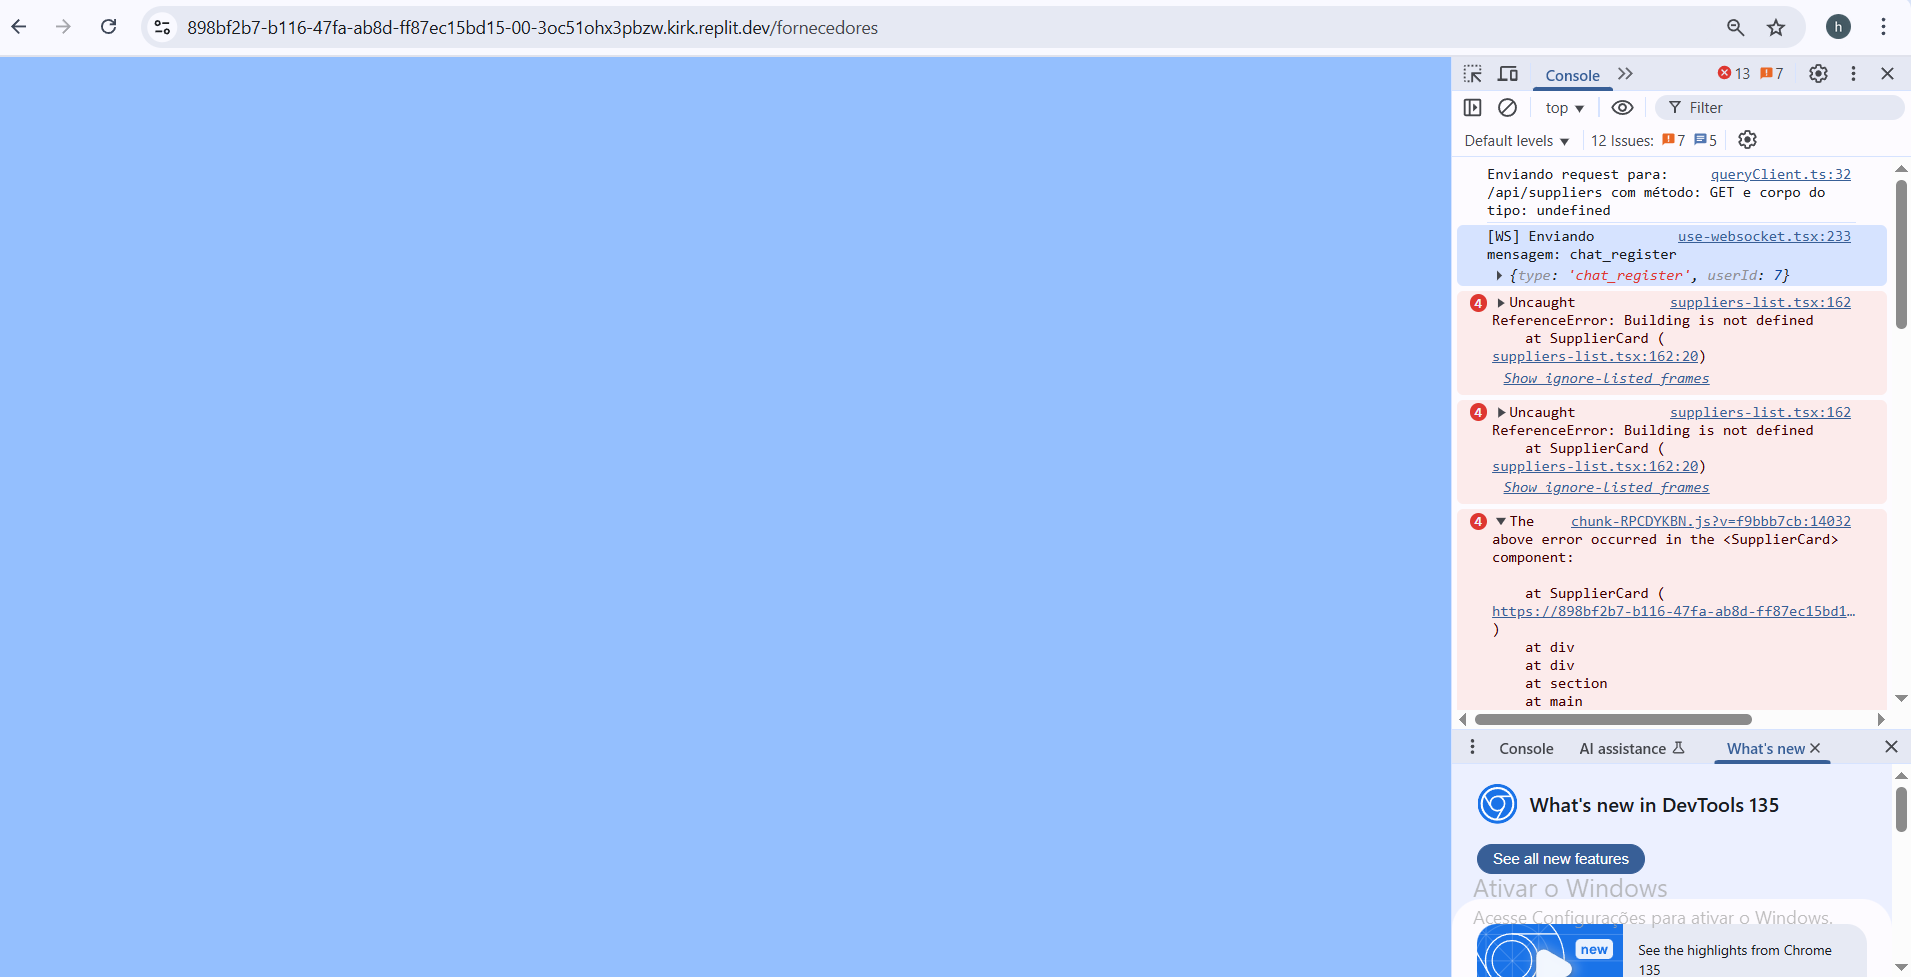 898bf2b7-b116-47fa-ab8d-ff87ec15bd15-00-3oc51ohx3pbzw.kirk.replit.dev/fornecedores
h
Console
13
7
top
Filter
Default levels
12 Issues:
7
5
Enviando request para: queryClient.ts:32
/api/suppliers com método: GET e corpo do
tipo: undefined
[WS] Enviando use-websocket.tsx:233
mensagem: chat_register
{type: 'chat_register', userId: 7}
4 Uncaught suppliers-list.tsx:162
ReferenceError: Building is not defined
at SupplierCard (
suppliers-list.tsx:162:20)
Show ignore-listed frames
4 Uncaught suppliers-list.tsx:162
ReferenceError: Building is not defined
at SupplierCard (
suppliers-list.tsx:162:20)
Show ignore-listed frames
4 The chunk-RPCDYKBN.js?v=f9bbb7cb:14032
above error occurred in the <SupplierCard>
component:
at SupplierCard (
https://898bf2b7-b116-47fa-ab8d-ff87ec15bd1…
)
at div
at div
at section
at main
Console
AI assistance
What's new
What's new in DevTools 135
See all new features
Ativar o Windows
Acesse Configurações para ativar o Windows.
new
See the highlights from Chrome
135